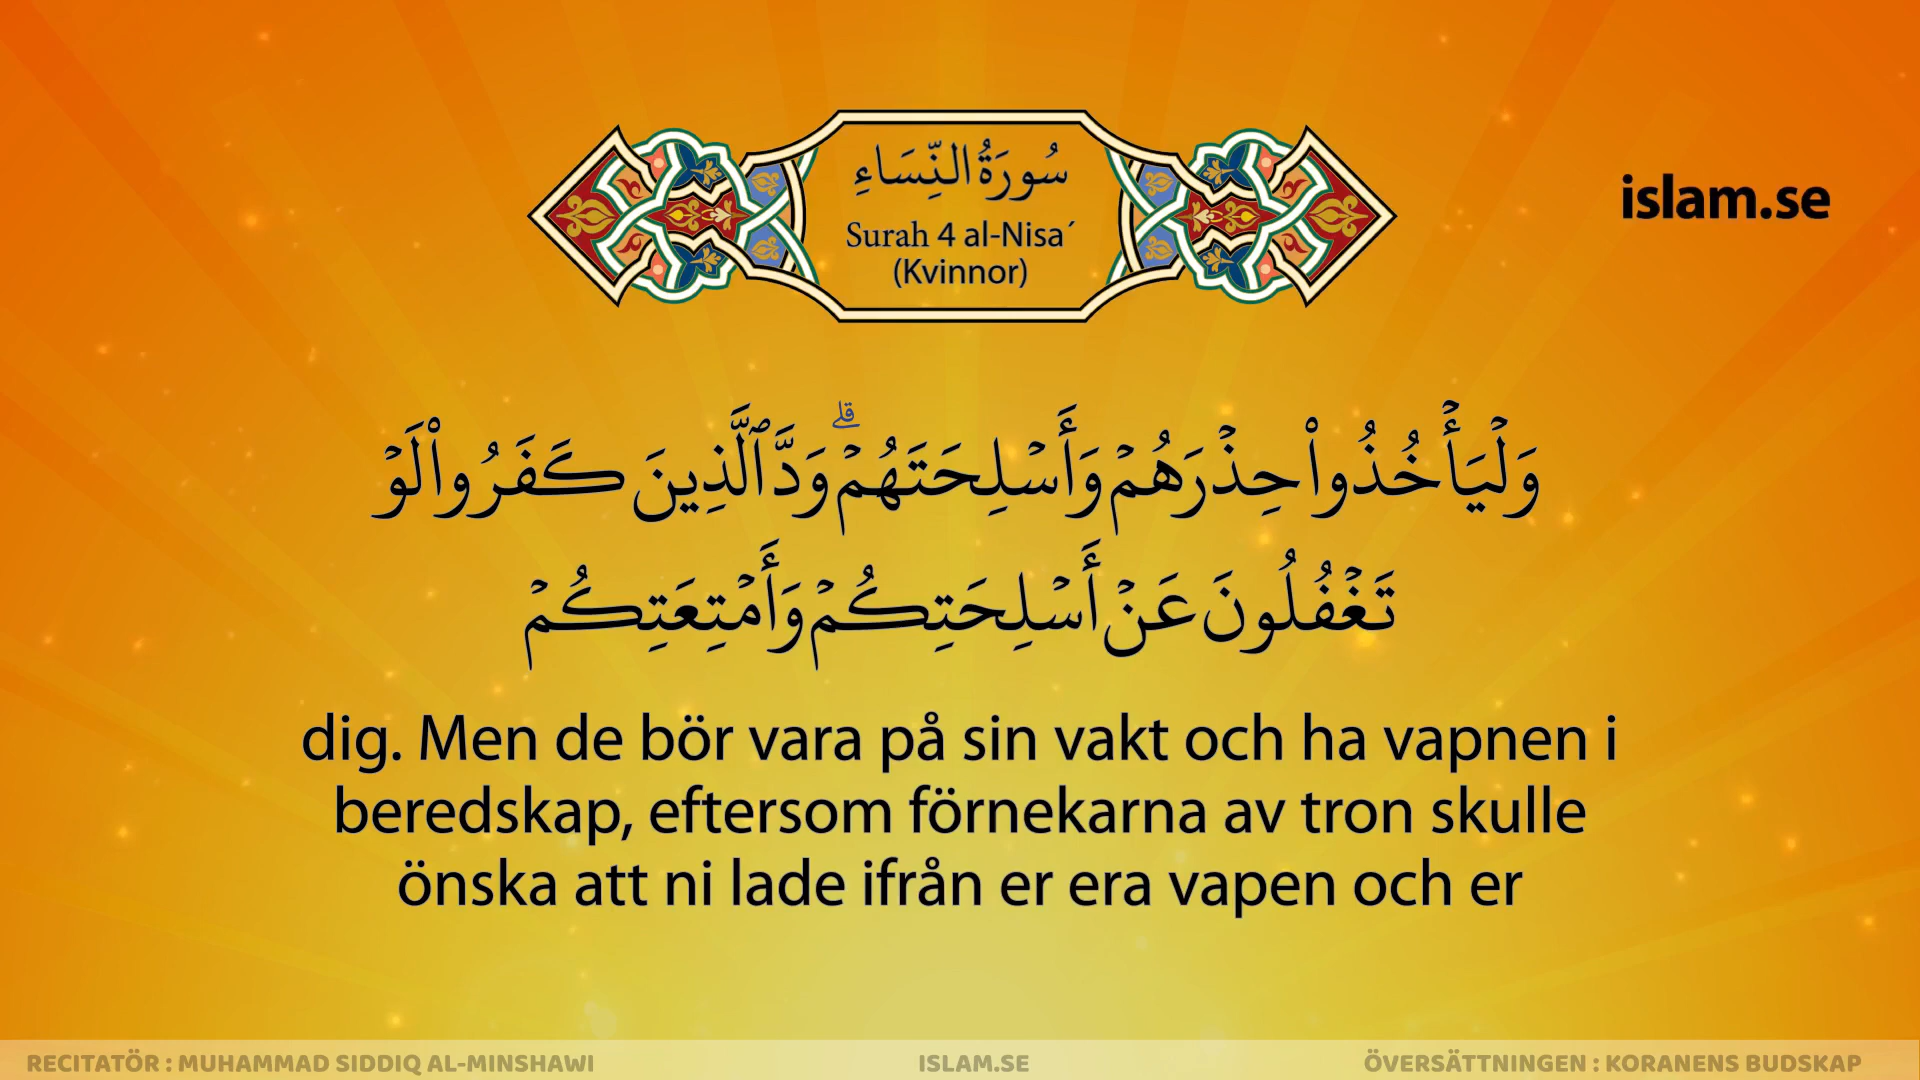 سُورَةُ النِّسَاءِ
Surah 4 al-Nisa´
(Kvinnor)
islam.se
وَلْيَأْخُذُوا۟ حِذْرَهُمْ وَأَسْلِحَتَهُمْ ۗ وَدَّ ٱلَّذِينَ كَفَرُوا۟ لَوْ
تَغْفُلُونَ عَنْ أَسْلِحَتِكُمْ وَأَمْتِعَتِكُمْ
dig. Men de bör vara på sin vakt och ha vapnen i
beredskap, eftersom förnekarna av tron skulle
önska att ni lade ifrån er era vapen och er
RECITATÖR : MUHAMMAD SIDDIQ AL-MINSHAWI
ISLAM.SE
ÖVERSÄTTNINGEN : KORANENS BUDSKAP